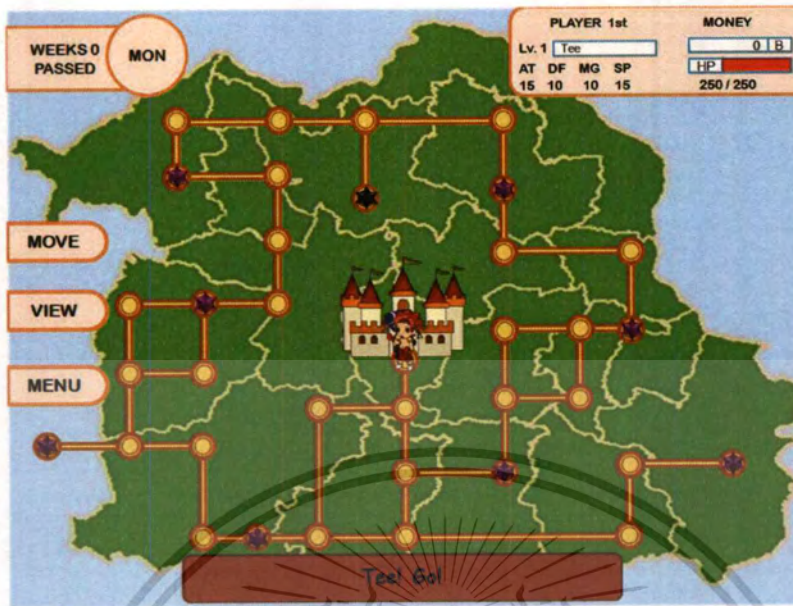 WEEKS 0
PASSED
MON
PLAYER 1st
MONEY
Lv. 1 Tee
0 B
AT DF MG SP
HP
15 10 10 15
250 / 250
MOVE
VIEW
MENU
Tee! Go!